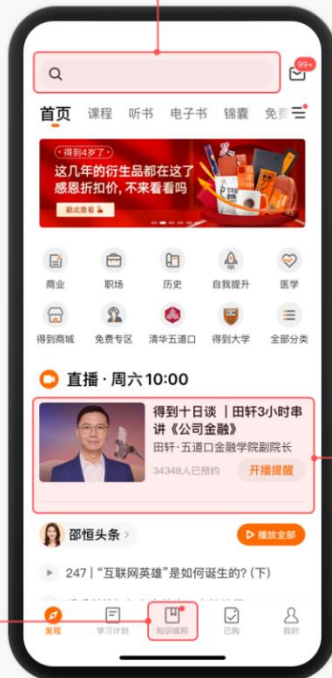 99+
首页 课程 听书 电子书 锦囊 免费
·得到4岁了·
这几年的衍生品都在这了
感恩折扣价, 不来看看吗
戳此查看
商业 职场 历史 自我提升 医学
得到商城 免费专区 清华五道口 得到大学 全部分类
直播·周六10:00
得到十日谈 | 田轩3小时串
讲《公司金融》
田轩·五道口金融学院副院长
34348人已预约 开播提醒
邵恒头条 > 播放全部
247 | “互联网英雄”是如何诞生的? (下)
发现 学习计划 知识城邦 已购 我的